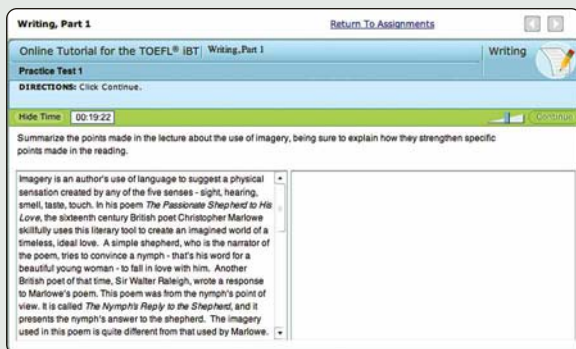 Writing, Part 1
Return To Assignments
Online Tutorial for the TOEFL® iBT Writing,Part 1
Writing
Practice Test 1
DIRECTIONS: Click Continue.
Hide Time 00:19:22
Continue
Summarize the points made in the lecture about the use of imagery, being sure to explain how they strengthen specific
points made in the reading.
Imagery is an author's use of language to suggest a physical
sensation created by any of the five senses - sight, hearing,
smell, taste, touch. In his poem The Passionate Shepherd to His
Love, the sixteenth century British poet Christopher Marlowe
skillfully uses this literary tool to create an imagined world of a
timeless, ideal love. A simple shepherd, who is the narrator of
the poem, tries to convince a nymph - that's his word for a
beautiful young woman - to fall in love with him. Another
British poet of that time, Sir Walter Raleigh, wrote a response
to Marlowe's poem. This poem was from the nymph's point of
view. It is called The Nymph's Reply to the Shepherd, and it
presents the nymph's answer to the shepherd. The imagery
used in this poem is quite different from that used by Marlowe.